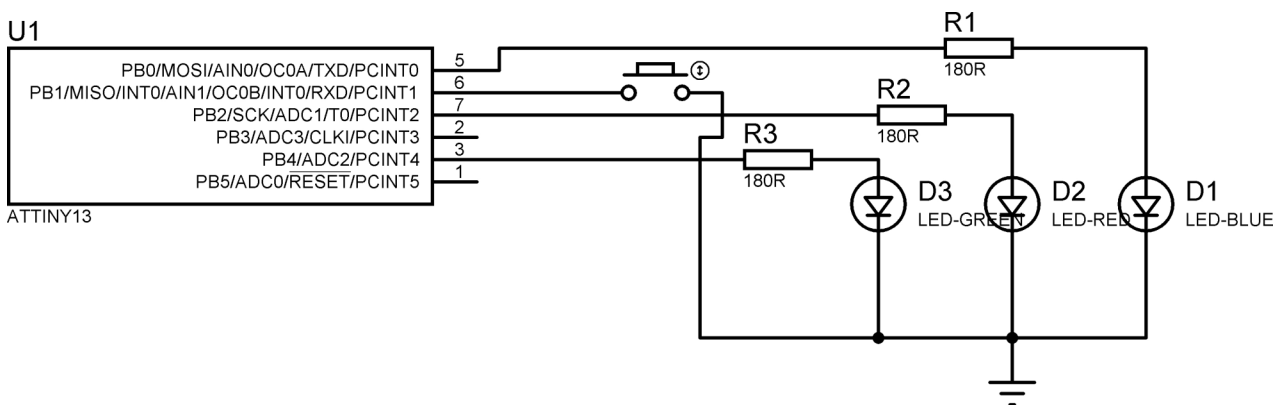 U1
PB0/MOSI/AIN0/OC0A/TXD/PCINT0
PB1/MISO/INT0/AIN1/OC0B/INT0/RXD/PCINT1
PB2/SCK/ADC1/T0/PCINT2
PB3/ADC3/CLKI/PCINT3
PB4/ADC2/PCINT4
PB5/ADC0/RESET/PCINT5
5
6
7
2
3
1
ATTINY13
R1
180R
R2
180R
R3
180R
D3
LED-GREEN
D2
LED-RED
D1
LED-BLUE